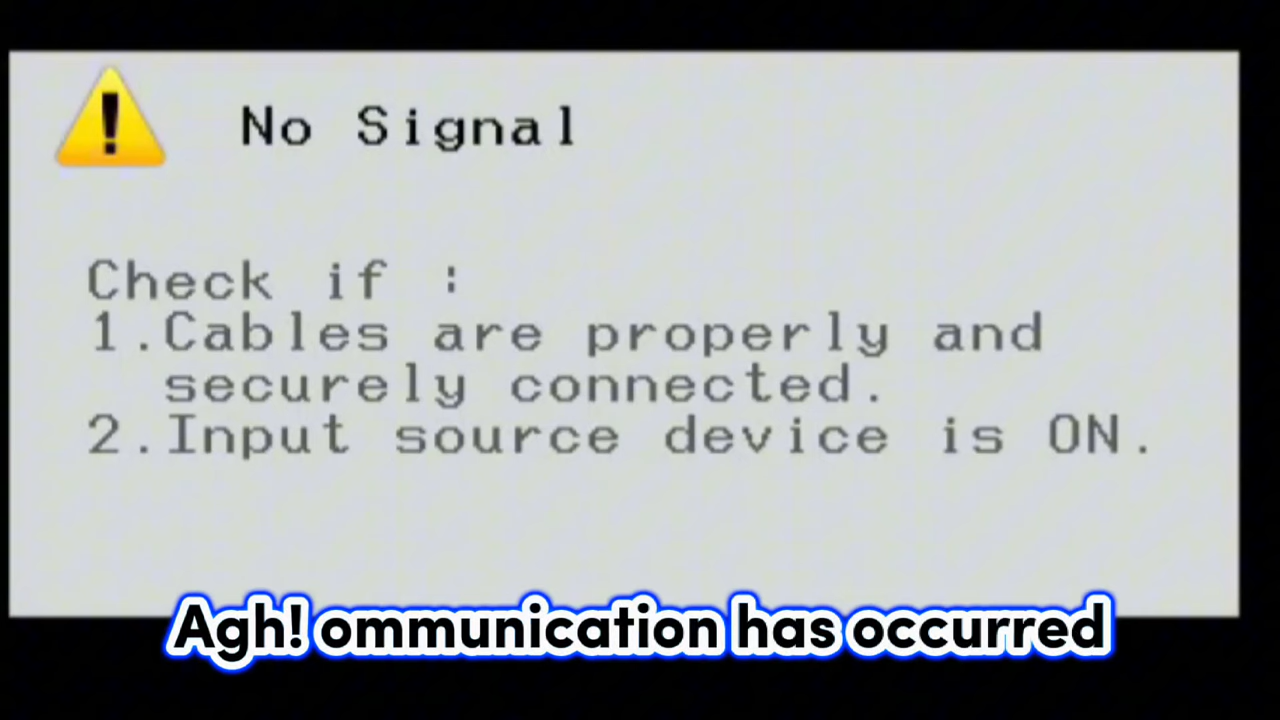 No Signal
Check if :
1.Cables are properly and
securely connected.
2.Input source device is ON.
Agh! ommunication has occurred